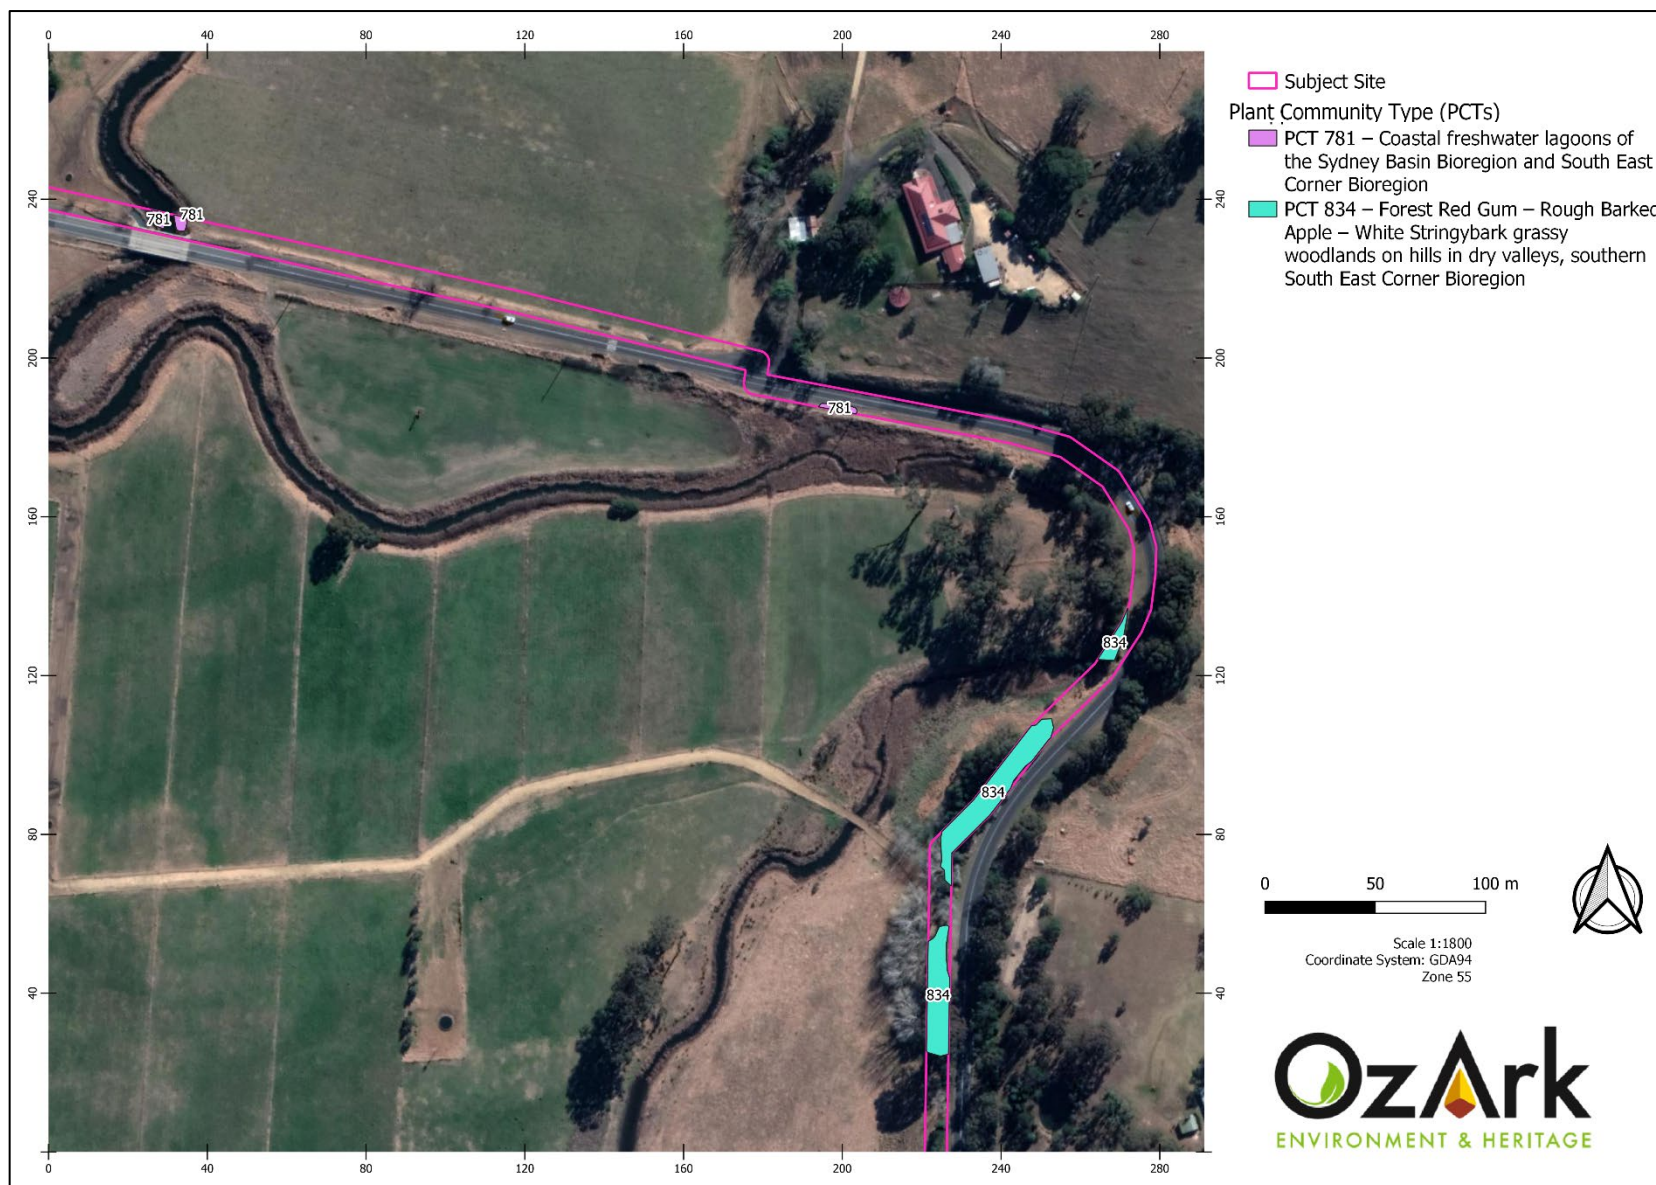 0 40 80 120 160 200 240 280
Subject Site
Plant Community Type (PCTs)
PCT 781 – Coastal freshwater lagoons of
the Sydney Basin Bioregion and South East
Corner Bioregion
PCT 834 – Forest Red Gum – Rough Barked
Apple – White Stringybark grassy
woodlands on hills in dry valleys, southern
South East Corner Bioregion
240 240
781 781
200 200
781
160 160
834
120 120
834
80 80
834
40 40
0 50 100 m
Scale 1:1800
Coordinate System: GDA94
Zone 55
OzArk
ENVIRONMENT & HERITAGE
0 40 80 120 160 200 240 280